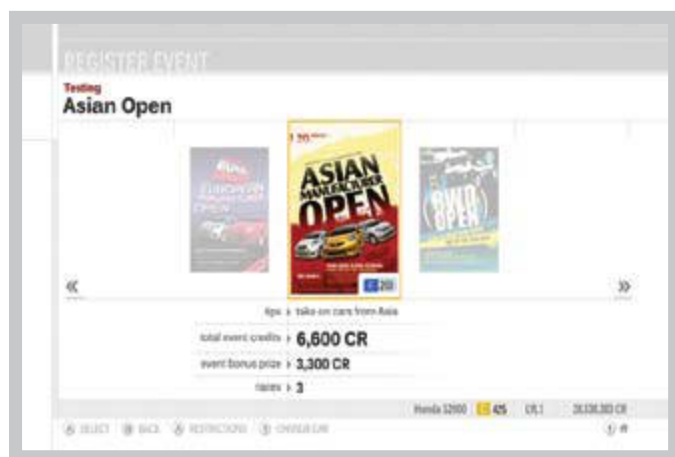 REGISTER EVENT
Testing
Asian Open
EUROPEAN
OPEN
ASIAN
MANUFACTURER
OPEN
RWD
OPEN
«
»
tips › take on cars from Asia
total event credits › 6,600 CR
event bonus prize › 3,300 CR
races › 3
Honda S2000 425
SELECT BACK RESTRICTIONS CHANGE CAR